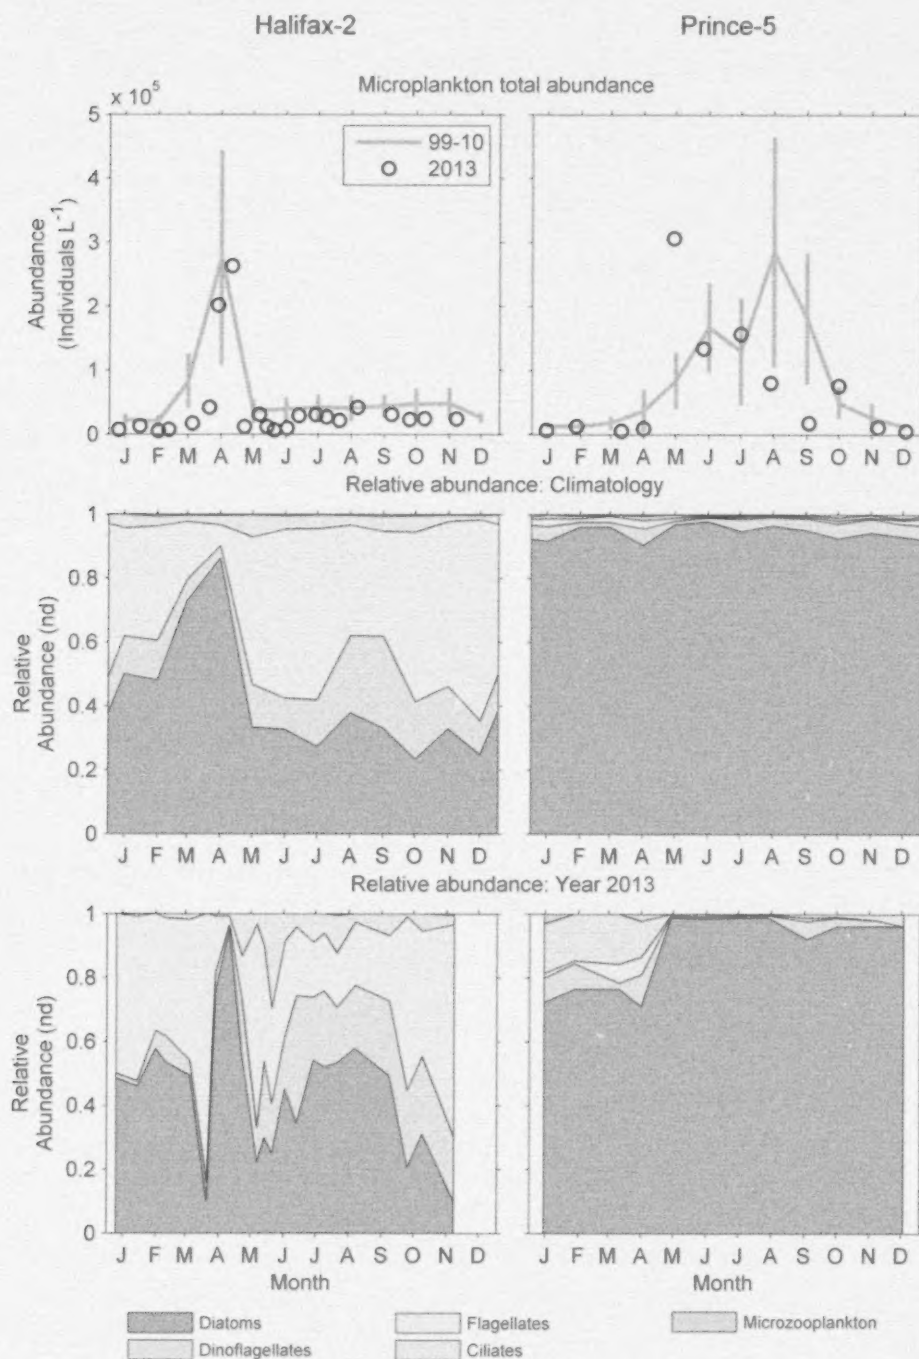 Halifax-2 Prince-5
Microplankton total abundance
x 10⁵
5
4
3
2
1
0
Abundance
(Individuals L⁻¹)
99-10
2013
J F M A M J J A S O N D
J F M A M J J A S O N D
Relative abundance: Climatology
1
0.8
0.6
0.4
0.2
0
Relative
Abundance (nd)
J F M A M J J A S O N D
J F M A M J J A S O N D
Relative abundance: Year 2013
1
0.8
0.6
0.4
0.2
0
Relative
Abundance (nd)
J F M A M J J A S O N D
J F M A M J J A S O N D
Month Month
Diatoms Flagellates Microzooplankton
Dinoflagellates Ciliates